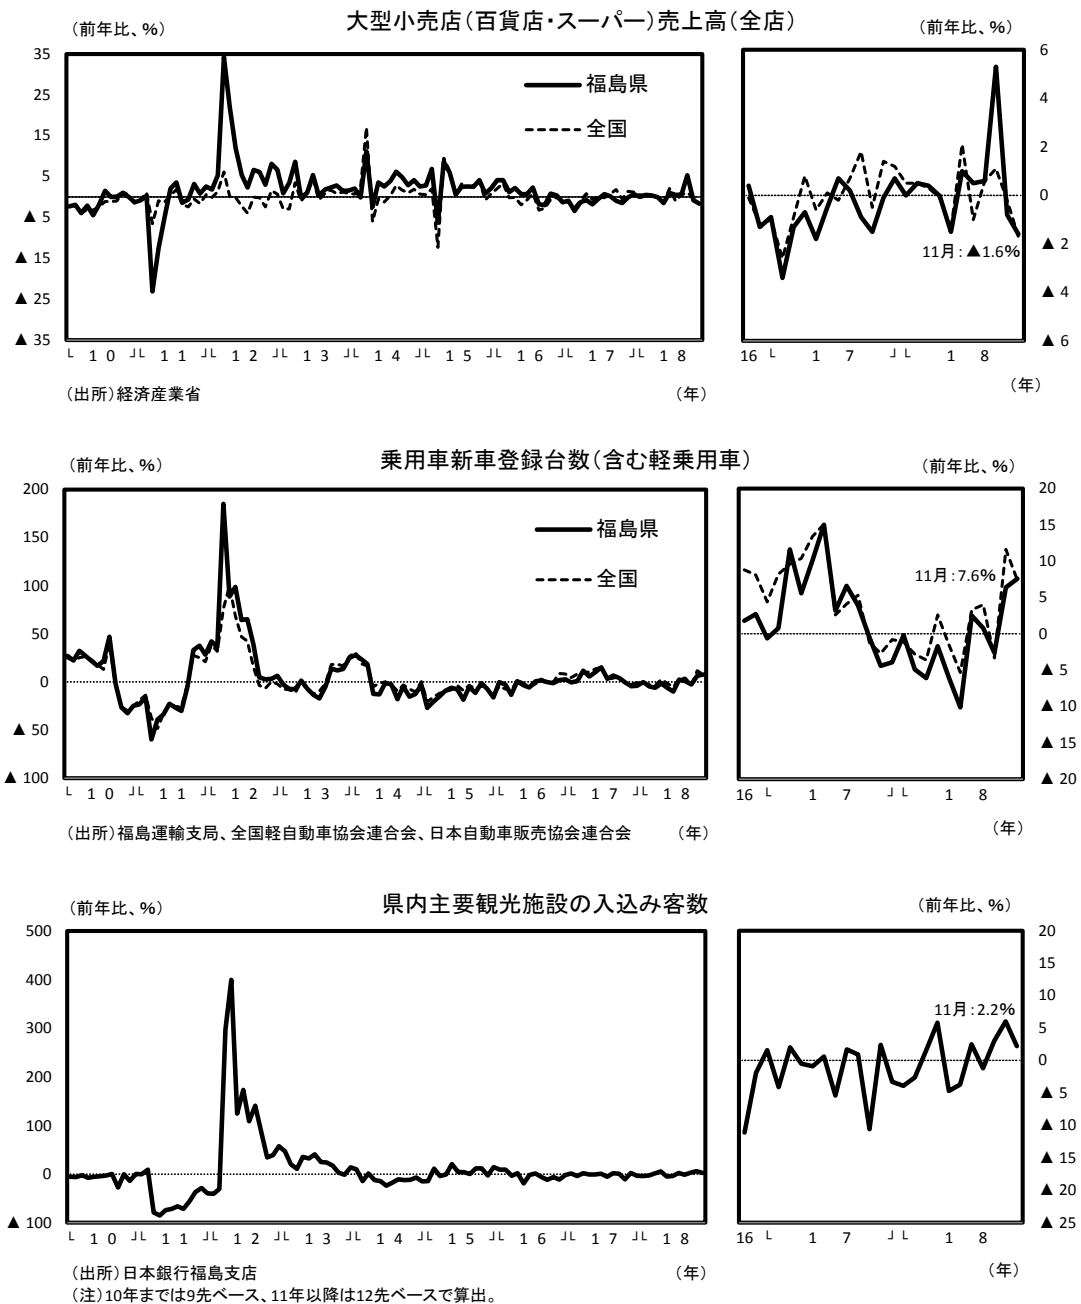 大型小売店(百貨店・スーパー)売上高(全店)
(前年比、%)
(前年比、%)
35
25
15
5
▲ 5
▲ 15
▲ 25
▲ 35
福島県
全国
6
4
2
0
▲ 2
▲ 4
▲ 6
11月:▲1.6%
└ 10 ┘└ 11 ┘└ 12 ┘└ 13 ┘└ 14 ┘└ 15 ┘└ 16 ┘└ 17 ┘└ 18
16 └ 1 7 ┘└ 1 8
(出所)経済産業省
(年)
(年)
乗用車新車登録台数(含む軽乗用車)
(前年比、%)
(前年比、%)
200
150
100
50
0
▲ 50
▲ 100
福島県
全国
20
15
10
5
0
▲ 5
▲ 10
▲ 15
▲ 20
11月:7.6%
└ 10 ┘└ 11 ┘└ 12 ┘└ 13 ┘└ 14 ┘└ 15 ┘└ 16 ┘└ 17 ┘└ 18
16 └ 1 7 ┘└ 1 8
(出所)福島運輸支局、全国軽自動車協会連合会、日本自動車販売協会連合会
(年)
(年)
県内主要観光施設の入込み客数
(前年比、%)
(前年比、%)
500
400
300
200
100
0
▲ 100
20
15
10
5
0
▲ 5
▲ 10
▲ 15
▲ 20
▲ 25
11月:2.2%
└ 10 ┘└ 11 ┘└ 12 ┘└ 13 ┘└ 14 ┘└ 15 ┘└ 16 ┘└ 17 ┘└ 18
16 └ 1 7 ┘└ 1 8
(出所)日本銀行福島支店
(年)
(年)
(注)10年までは9先ベース、11年以降は12先ベースで算出。